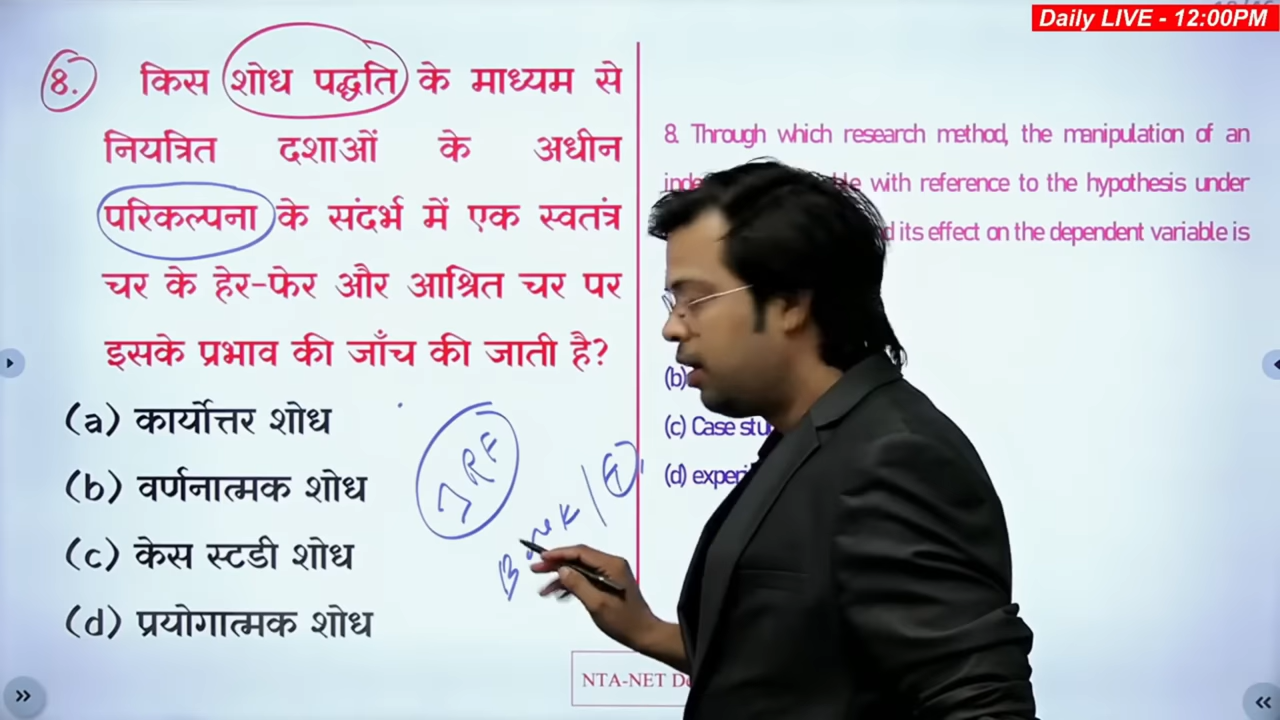 Daily LIVE - 12:00PM
8. किस शोध पद्धति के माध्यम से
नियत्रित दशाओं के अधीन
परिकल्पना के संदर्भ में एक स्वतंत्र
चर के हेर-फेर और आश्रित चर पर
इसके प्रभाव की जाँच की जाती है?
(a) कार्योत्तर शोध
(b) वर्णनात्मक शोध
(c) केस स्टडी शोध
(d) प्रयोगात्मक शोध
JRF
8. Through which research method, the manipulation of an
with reference to the hypothesis under
its effect on the dependent variable is
(b)
(c) Case
(d)
NTA-NET